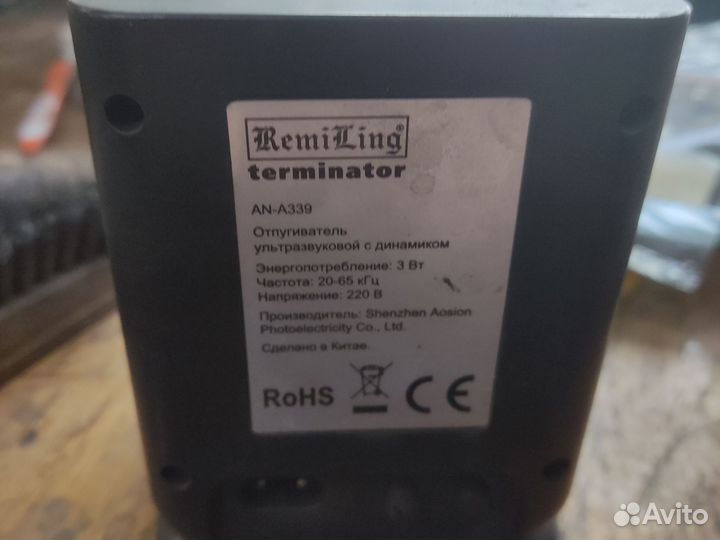 RemiLing®
terminator
AN-A339
Отпугиватель
ультразвуковой с динамиком
Энергопотребление: 3 Вт
Частота: 20-65 кГц
Напряжение: 220 В
Производитель: Shenzhen Aosion
Photoelectricity Co., Ltd.
Сделано в Китае.
RoHS CE
Avito